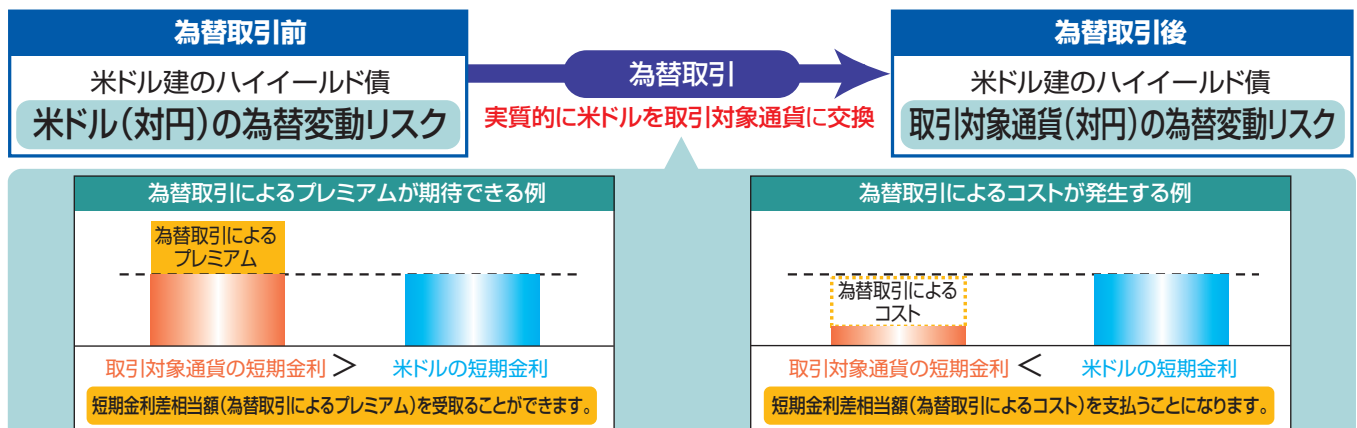 為替取引前
米ドル建のハイイールド債
米ドル(対円)の為替変動リスク
為替取引
実質的に米ドルを取引対象通貨に交換
為替取引後
米ドル建のハイイールド債
取引対象通貨(対円)の為替変動リスク
為替取引によるプレミアムが期待できる例
為替取引による
プレミアム
取引対象通貨の短期金利 > 米ドルの短期金利
短期金利差相当額(為替取引によるプレミアム)を受取ることができます。
為替取引によるコストが発生する例
為替取引による
コスト
取引対象通貨の短期金利 < 米ドルの短期金利
短期金利差相当額(為替取引によるコスト)を支払うことになります。